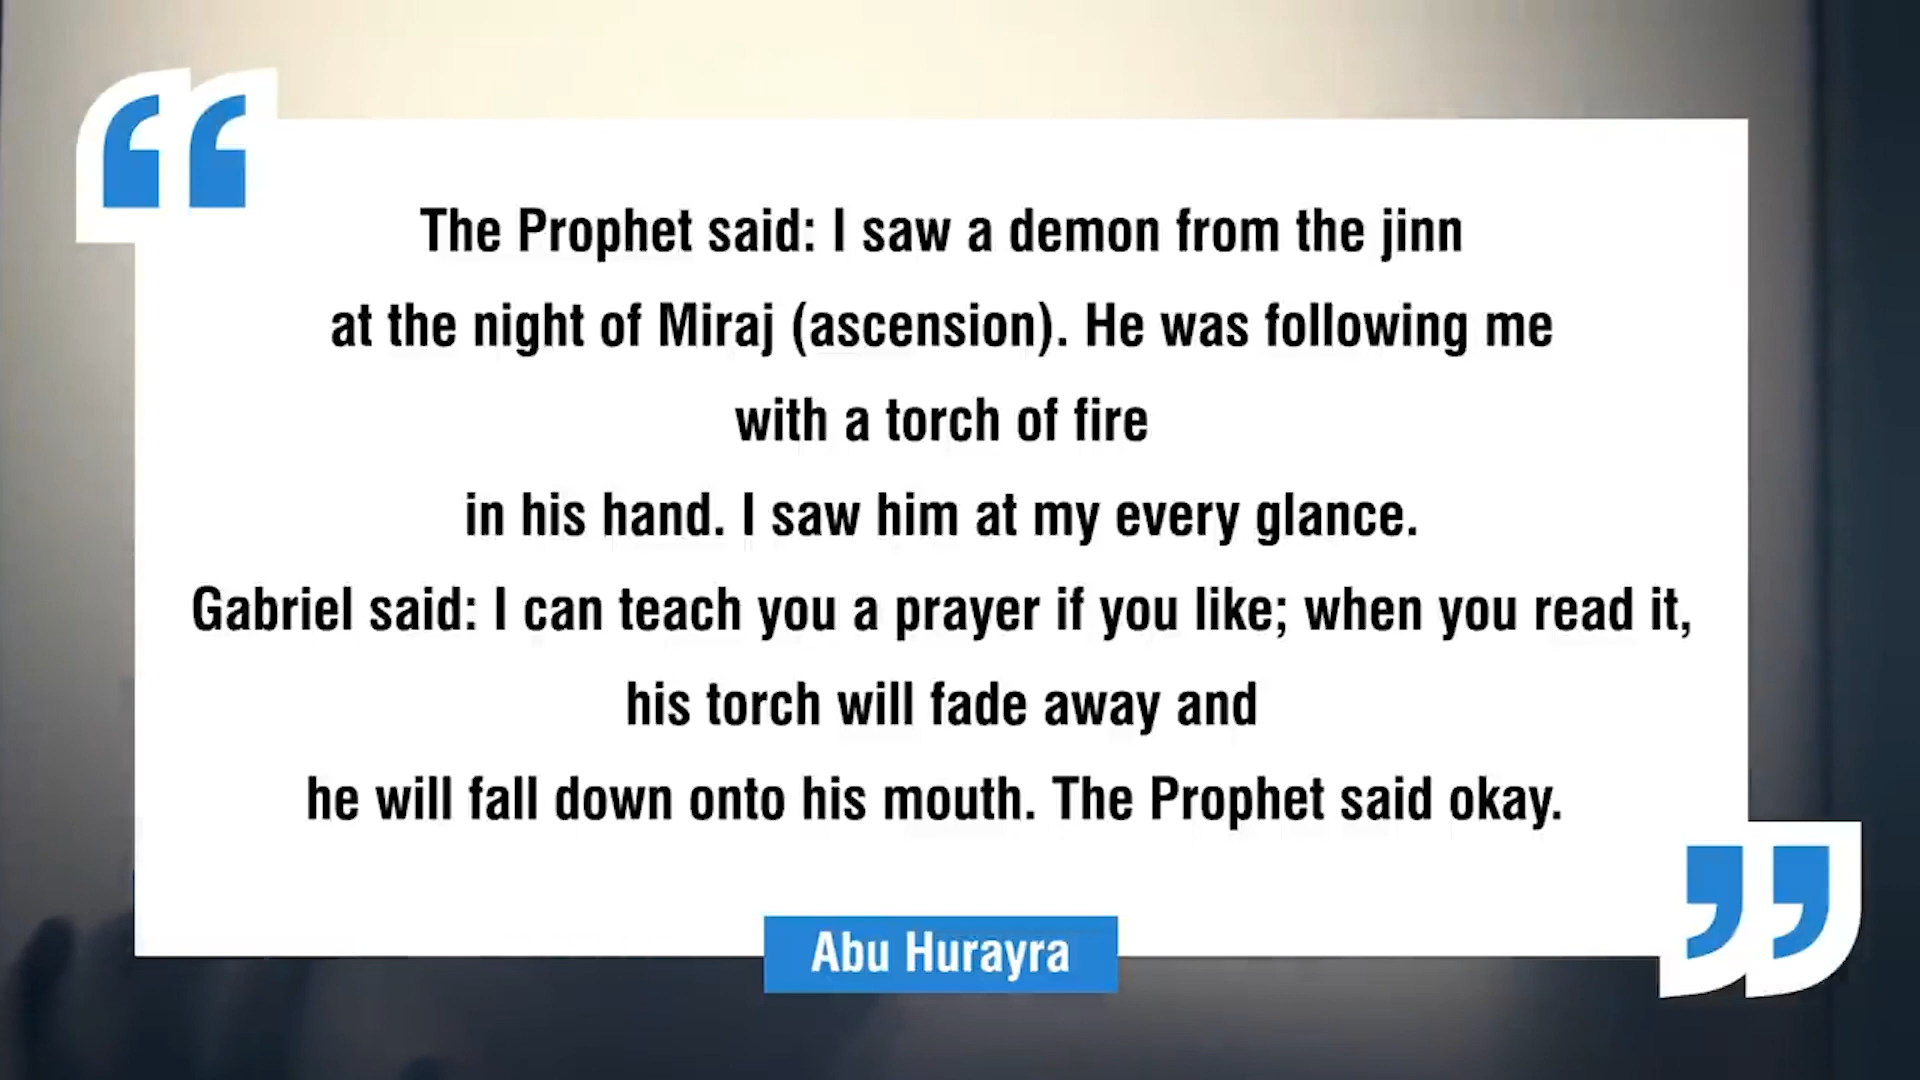 The Prophet said: I saw a demon from the jinn
at the night of Miraj (ascension). He was following me
with a torch of fire
in his hand. I saw him at my every glance.
Gabriel said: I can teach you a prayer if you like; when you read it,
his torch will fade away and
he will fall down onto his mouth. The Prophet said okay.
Abu Hurayra